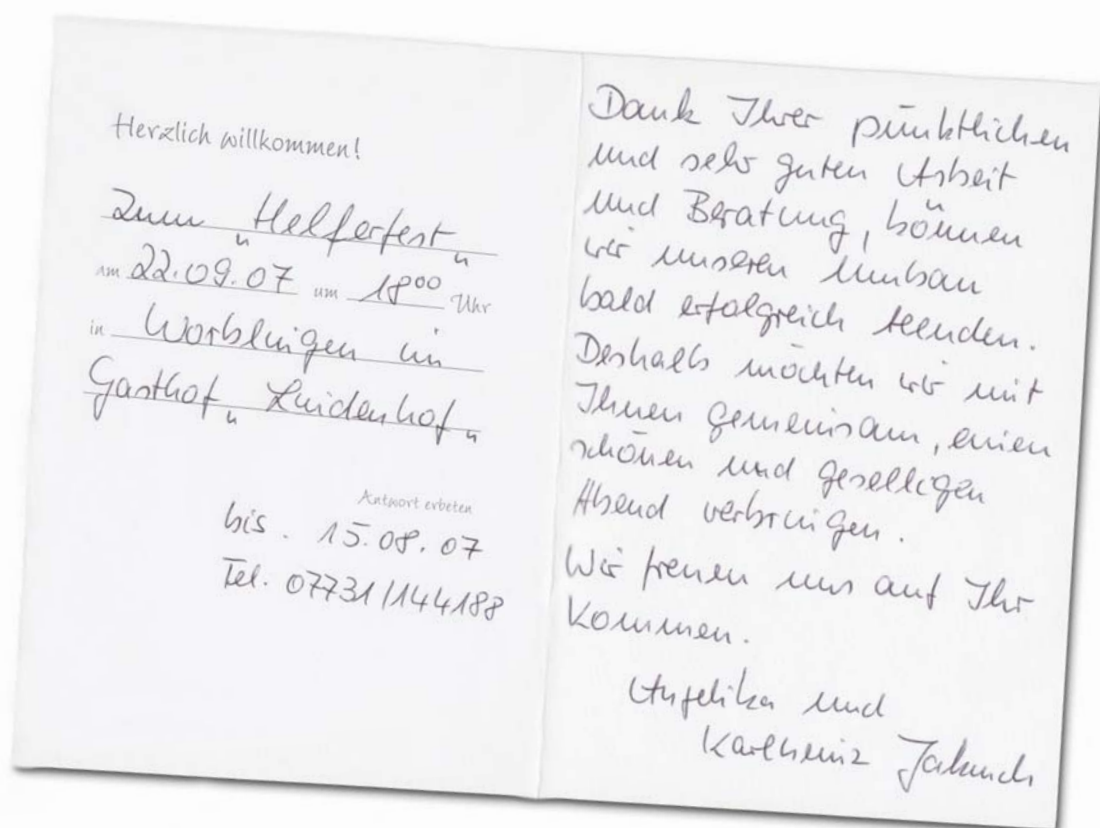 Herzlich willkommen!
Zum "Helferfest"
am 22.09.07 um 18⁰⁰ Uhr
in Worblingen im
Gasthof "Lindenhof"
Antwort erbeten
bis. 15.08.07
Tel. 07731/144188
Dank Ihrer pünktlichen
und sehr guten Arbeit
und Beratung, können
wir unseren Umbau
bald erfolgreich beenden.
Deshalb möchten wir mit
Ihnen gemeinsam, einen
schönen und geselligen
Abend verbringen.
Wir freuen uns auf Ihr
Kommen.
Angelika und
Karlheinz